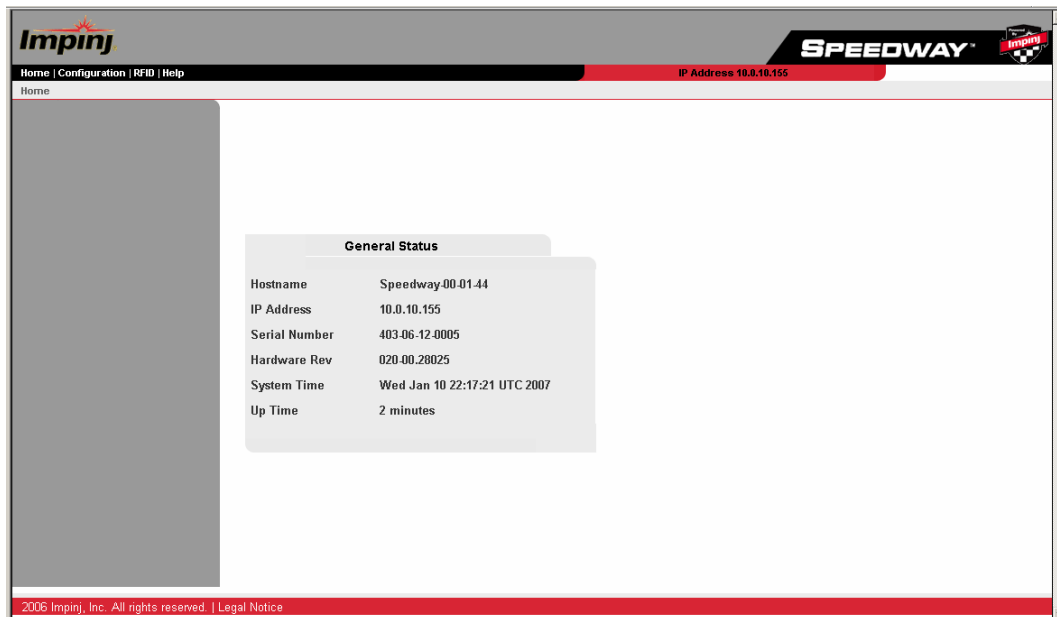 Impinj
SPEEDWAY™
Powered By Impinj
Home | Configuration | RFID | Help
IP Address 10.0.10.155
Home
General Status
Hostname Speedway-00-01-44
IP Address 10.0.10.155
Serial Number 403-06-12-0005
Hardware Rev 020-00.28025
System Time Wed Jan 10 22:17:21 UTC 2007
Up Time 2 minutes
2006 Impinj, Inc. All rights reserved. | Legal Notice